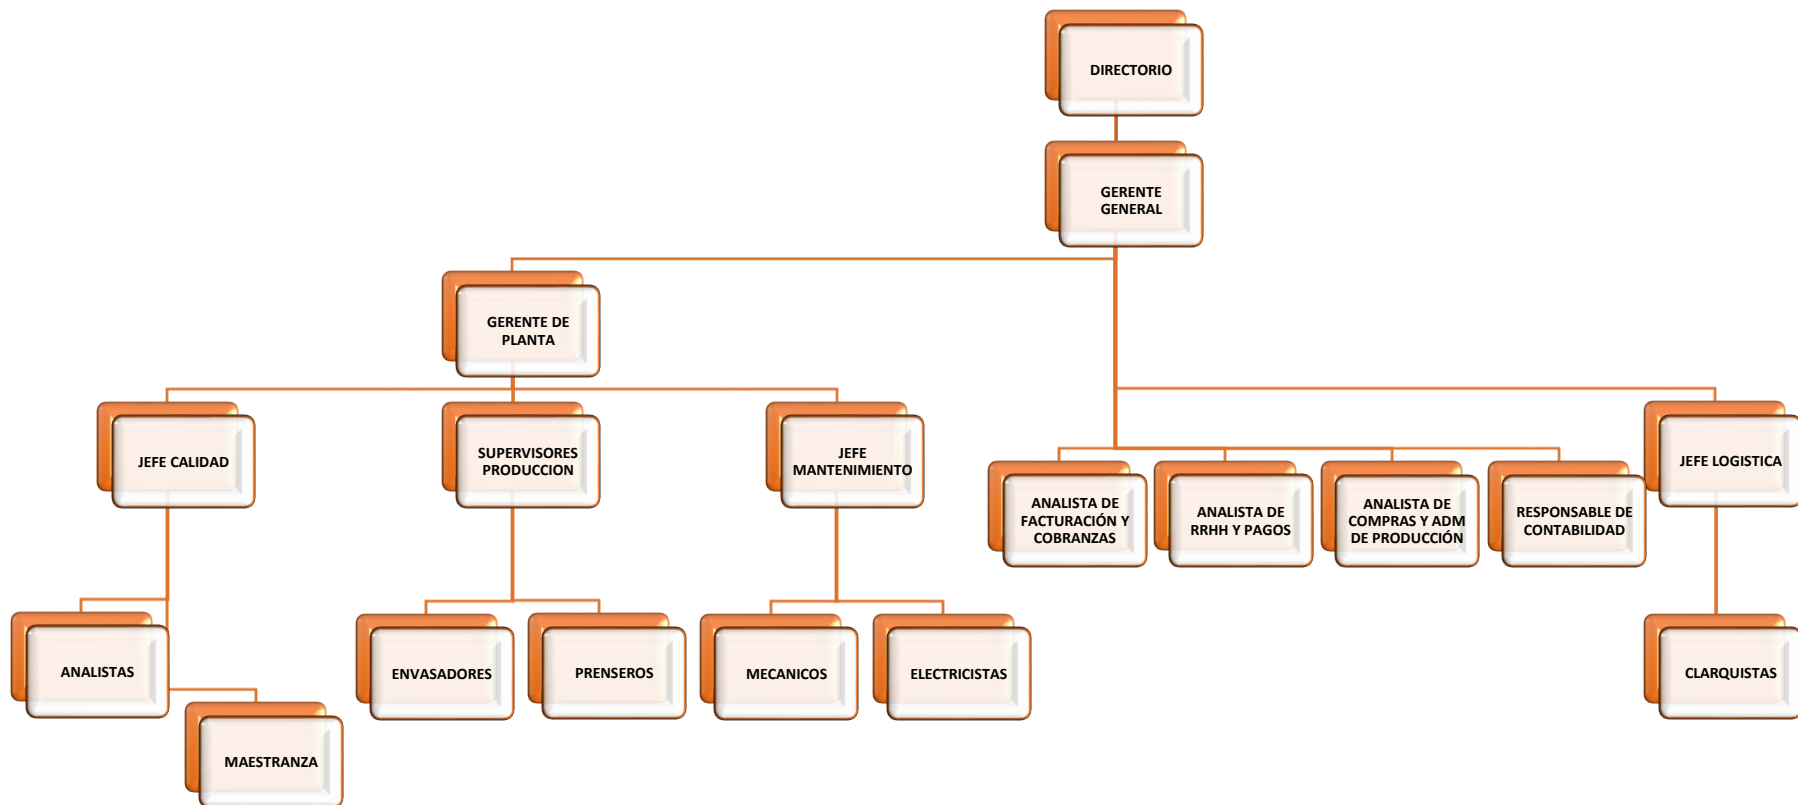 DIRECTORIO
GERENTE
GENERAL
GERENTE DE
PLANTA
JEFE CALIDAD
SUPERVISORES
PRODUCCION
JEFE
MANTENIMIENTO
ANALISTA DE
FACTURACIÓN Y
COBRANZAS
ANALISTA DE
RRHH Y PAGOS
ANALISTA DE
COMPRAS Y ADM
DE PRODUCCIÓN
RESPONSABLE DE
CONTABILIDAD
JEFE LOGISTICA
ANALISTAS
MAESTRANZA
ENVASADORES
PRENSEROS
MECANICOS
ELECTRICISTAS
CLARQUISTAS